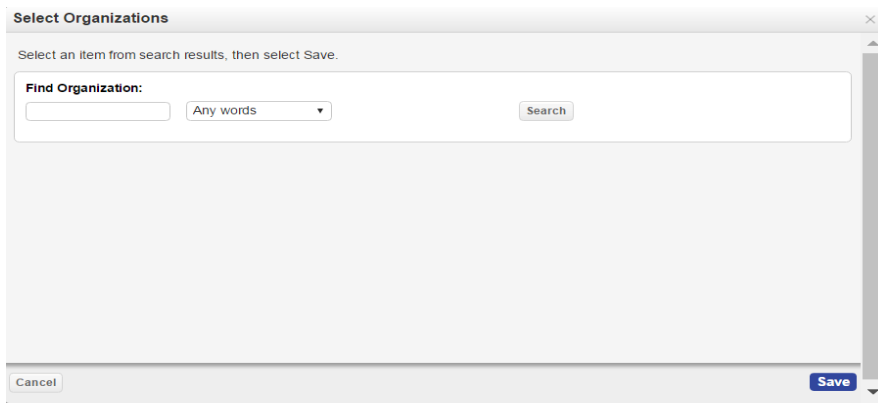 Select Organizations
Select an item from search results, then select Save.
Find Organization:
Any words Search
Cancel Save